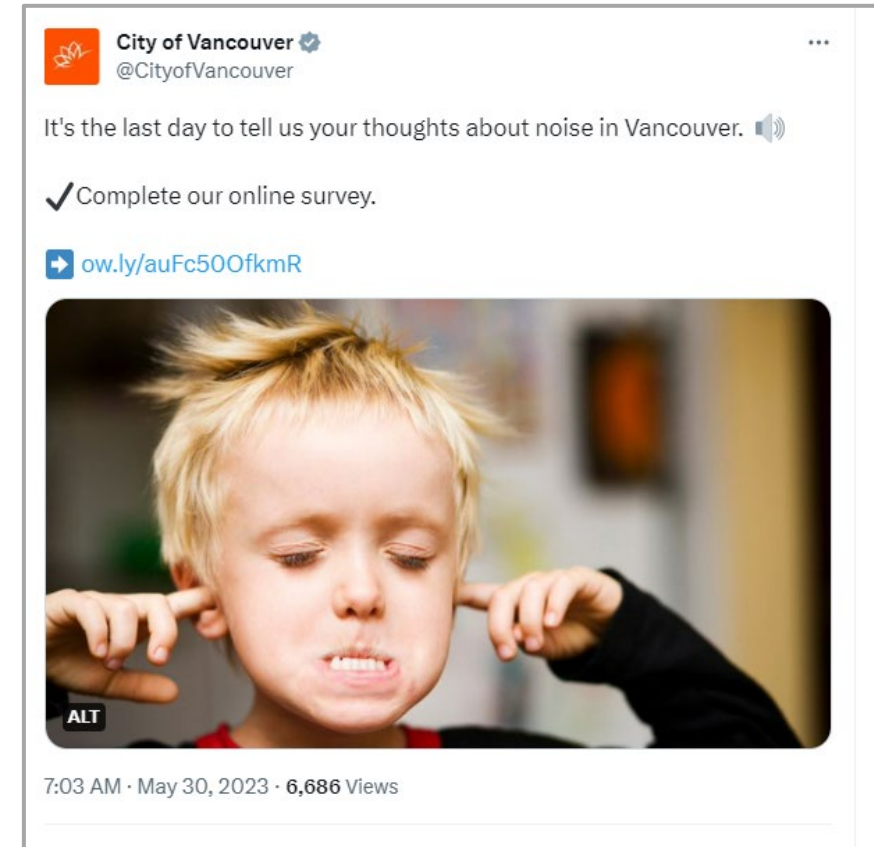 City of Vancouver
@CityofVancouver
It's the last day to tell us your thoughts about noise in Vancouver. 🔊
✔Complete our online survey.
➡ ow.ly/auFc50OfkmR
ALT
7:03 AM · May 30, 2023 · 6,686 Views